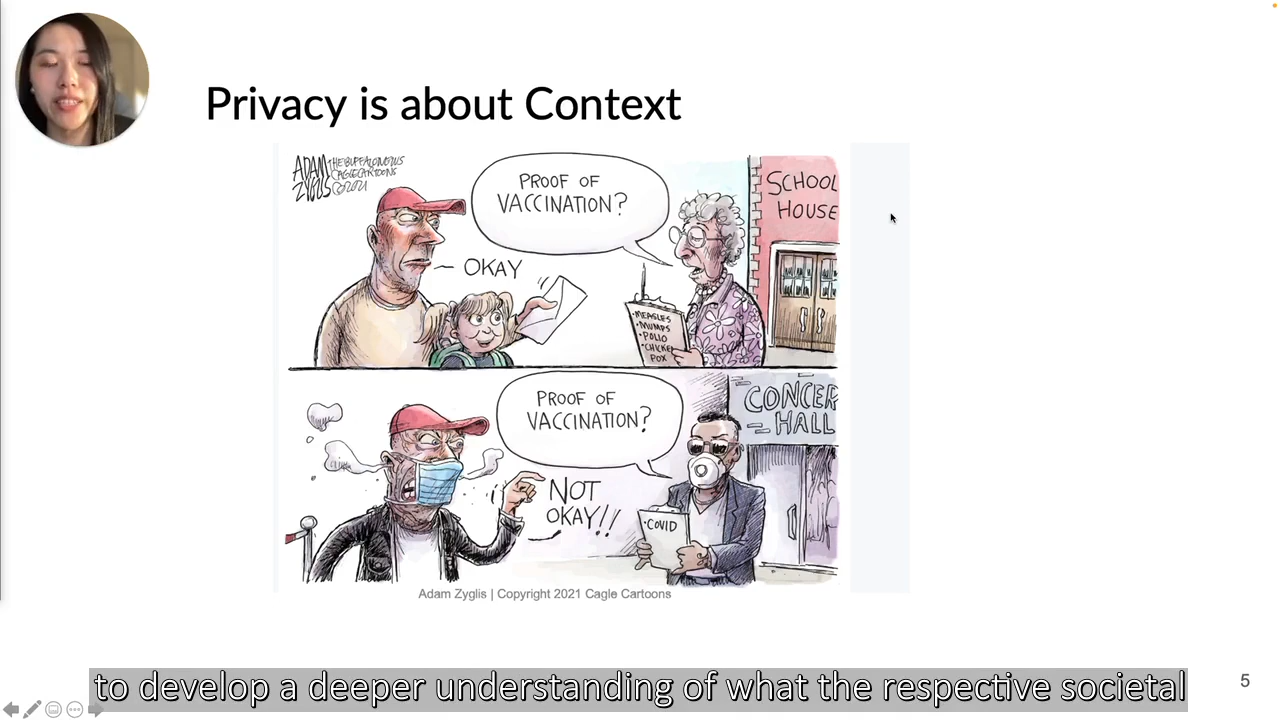 Privacy is about Context
ADAM
ZYGLIS
THE BUFFALO NEWS
CAGLECARTOONS
©2021
PROOF OF
VACCINATION?
SCHOOL
HOUSE
OKAY
•MEASLES
•MUMPS
•POLIO
•CHICKEN
POX
PROOF OF
VACCINATION?
CONCER
HALL
NOT
OKAY!!
•COVID
Adam Zyglis | Copyright 2021 Cagle Cartoons
to develop a deeper understanding of what the respective societal
5